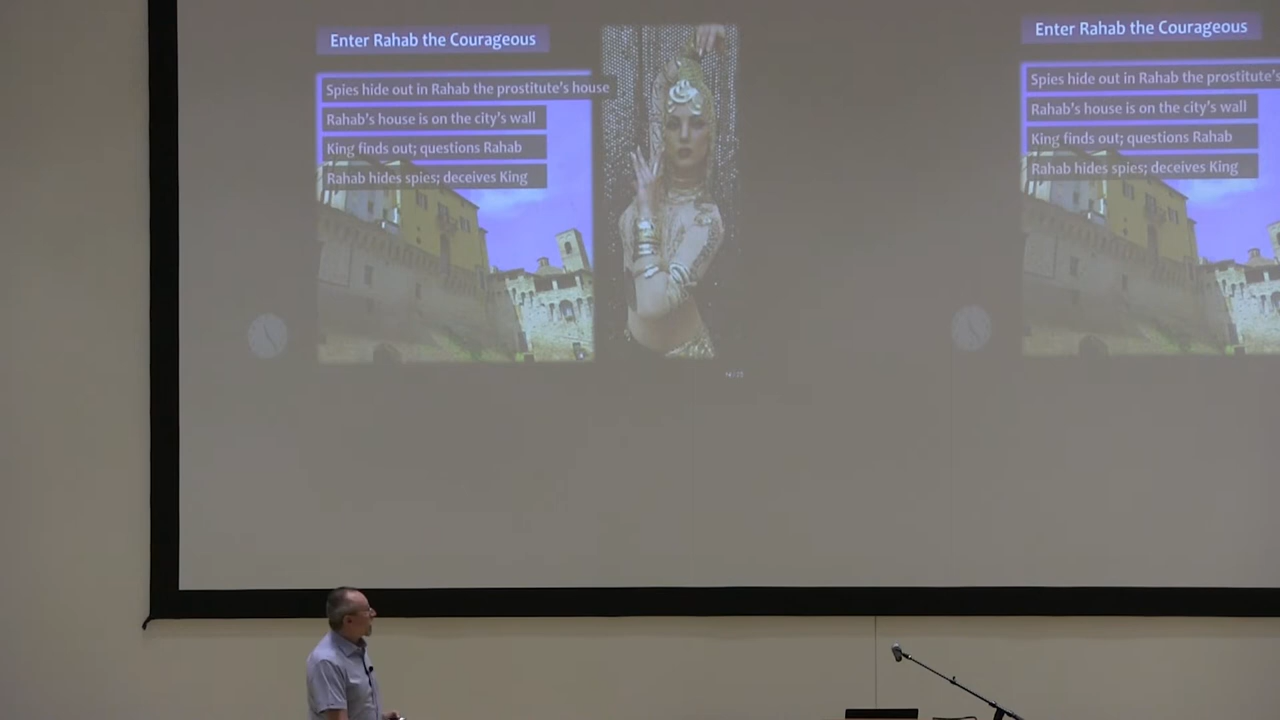 Enter Rahab the Courageous
Spies hide out in Rahab the prostitute's house
Rahab's house is on the city's wall
King finds out; questions Rahab
Rahab hides spies; deceives King
Enter Rahab the Courageous
Spies hide out in Rahab the prostitute's
Rahab's house is on the city's wall
King finds out; questions Rahab
Rahab hides spies; deceives King